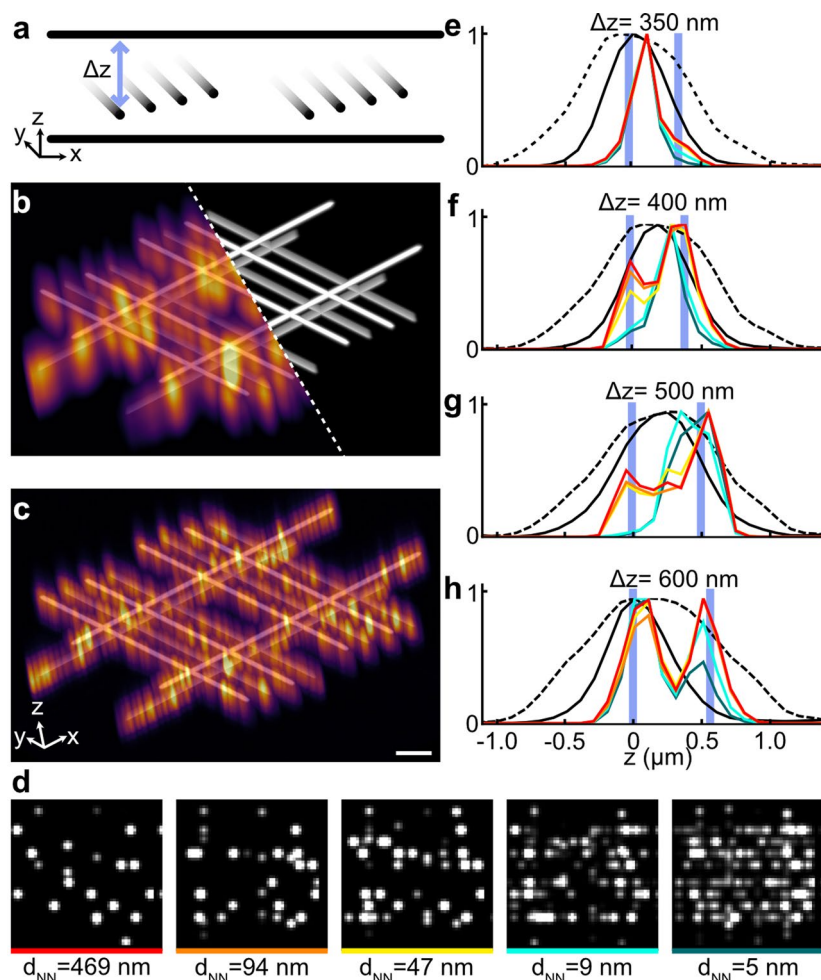 a
Δz
z
y
x
b
c
z
y
x
d
d_NN=469 nm
d_NN=94 nm
d_NN=47 nm
d_NN=9 nm
d_NN=5 nm
e
Δz= 350 nm
1
0
f
Δz= 400 nm
1
0
g
Δz= 500 nm
1
0
h
Δz= 600 nm
1
0
-1.0 -0.5 0 0.5 1.0
z (μm)